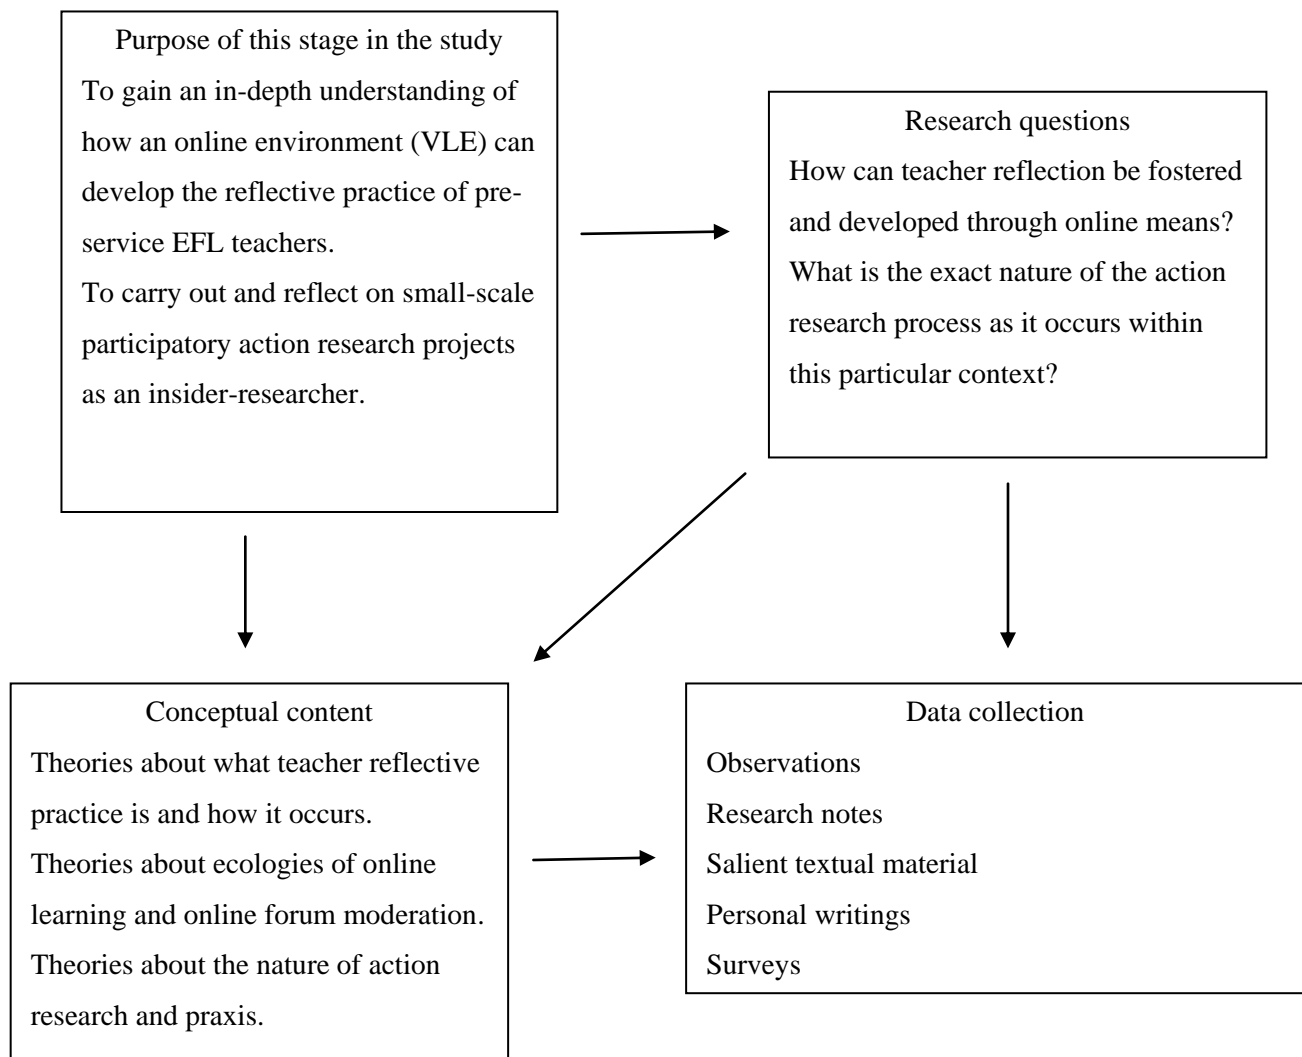 Purpose of this stage in the study
To gain an in-depth understanding of
how an online environment (VLE) can
develop the reflective practice of pre-
service EFL teachers.
To carry out and reflect on small-scale
participatory action research projects
as an insider-researcher.
Research questions
How can teacher reflection be fostered
and developed through online means?
What is the exact nature of the action
research process as it occurs within
this particular context?
Conceptual content
Theories about what teacher reflective
practice is and how it occurs.
Theories about ecologies of online
learning and online forum moderation.
Theories about the nature of action
research and praxis.
Data collection
Observations
Research notes
Salient textual material
Personal writings
Surveys